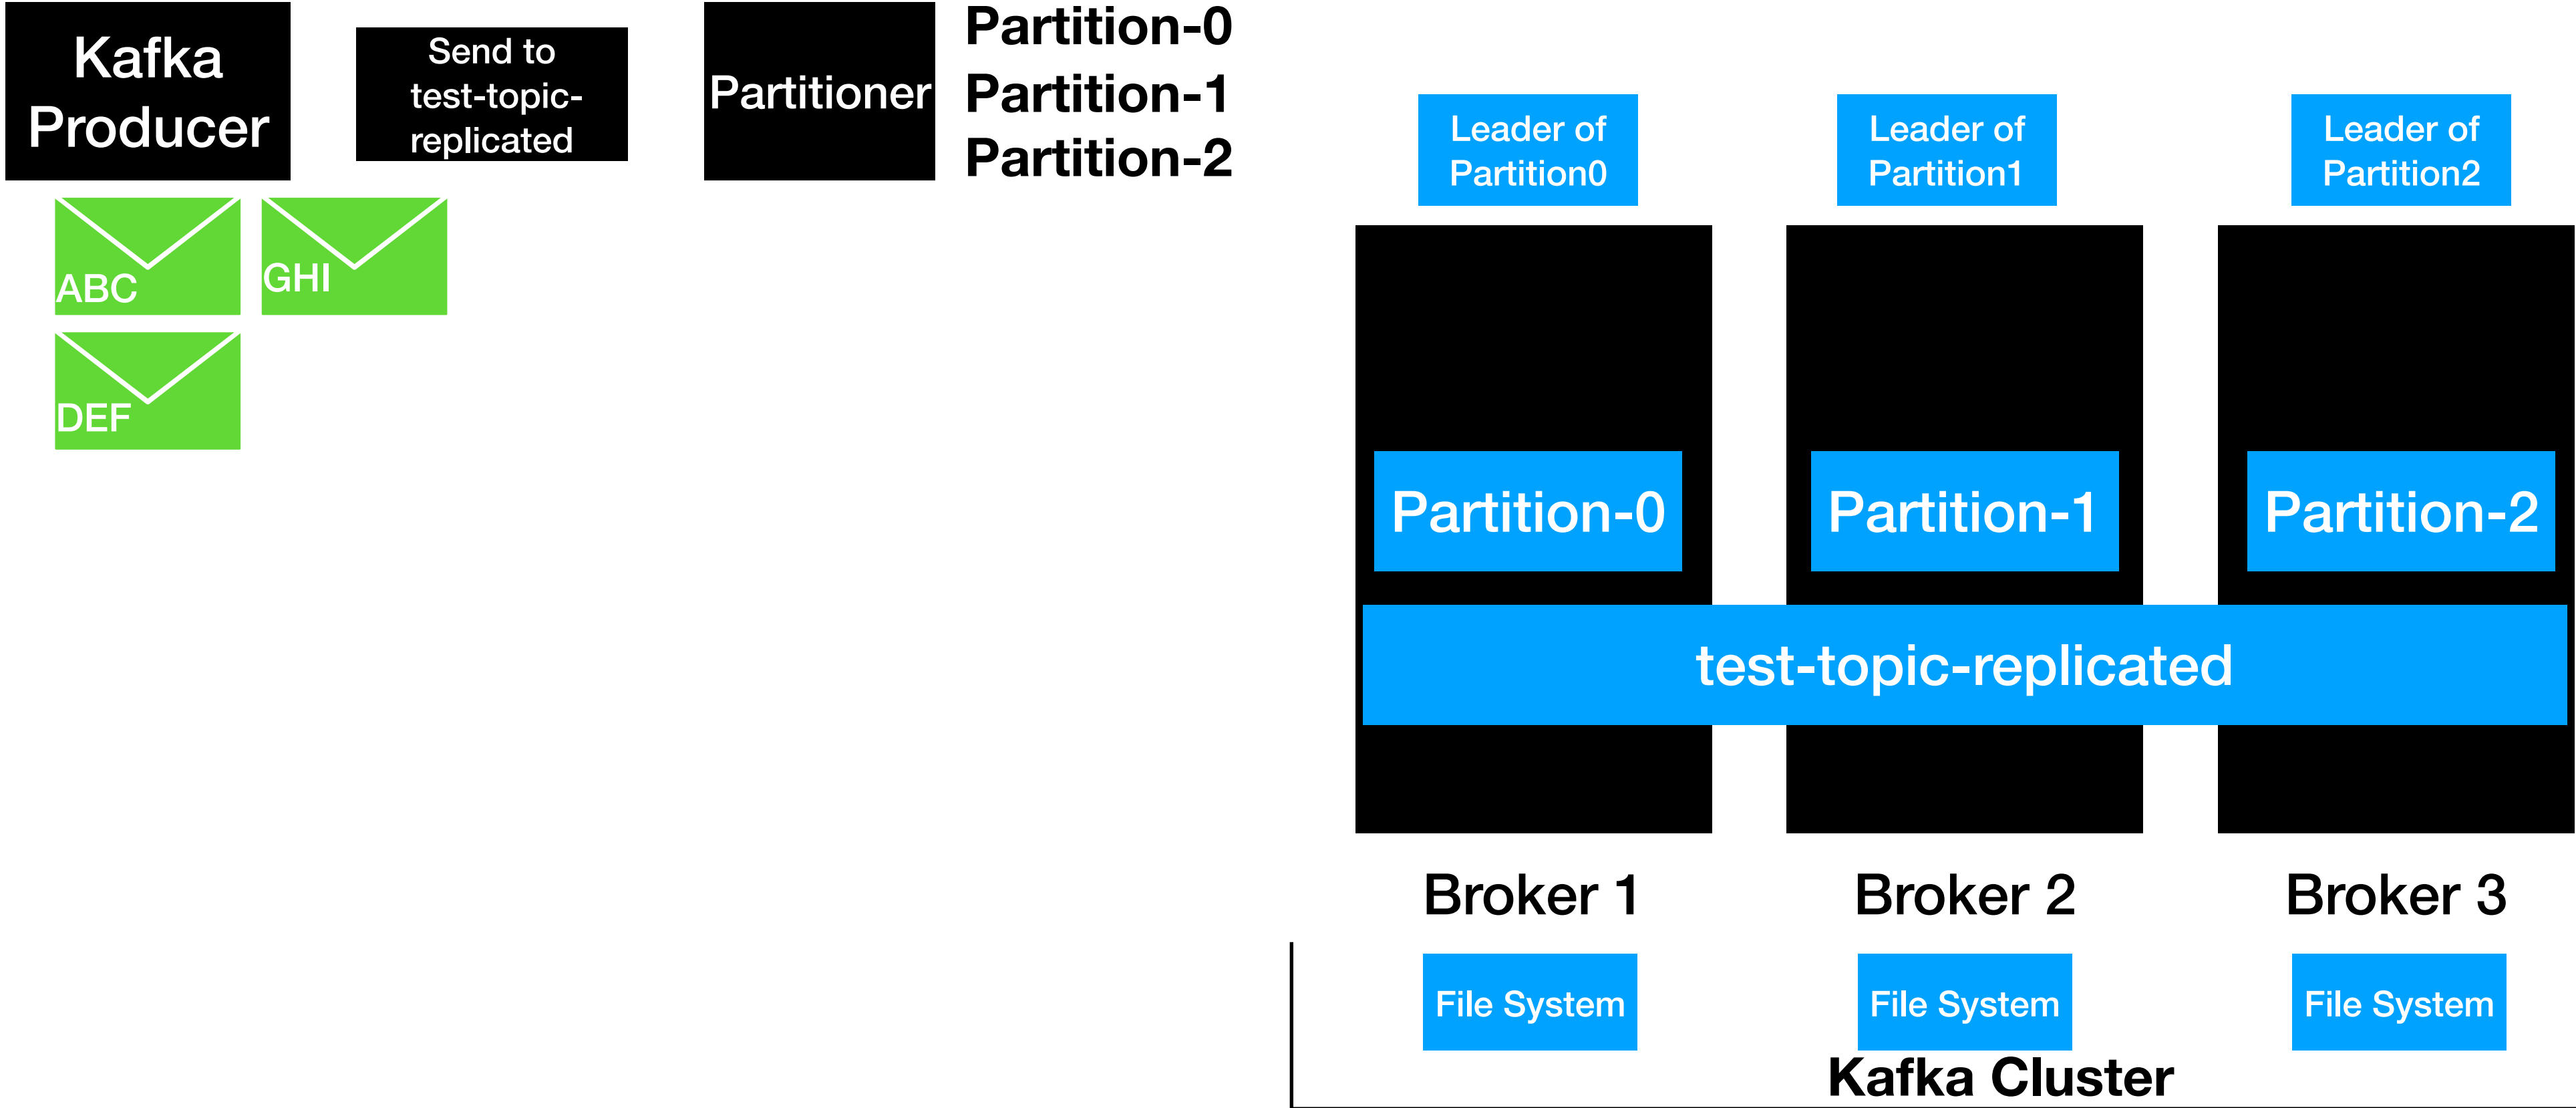 Kafka
Producer
Send to
test-topic-
replicated
Partitioner
Partition-0
Partition-1
Partition-2
ABC
GHI
DEF
Leader of
Partition0
Leader of
Partition1
Leader of
Partition2
Partition-0
Partition-1
Partition-2
test-topic-replicated
Broker 1
Broker 2
Broker 3
File System
File System
File System
Kafka Cluster